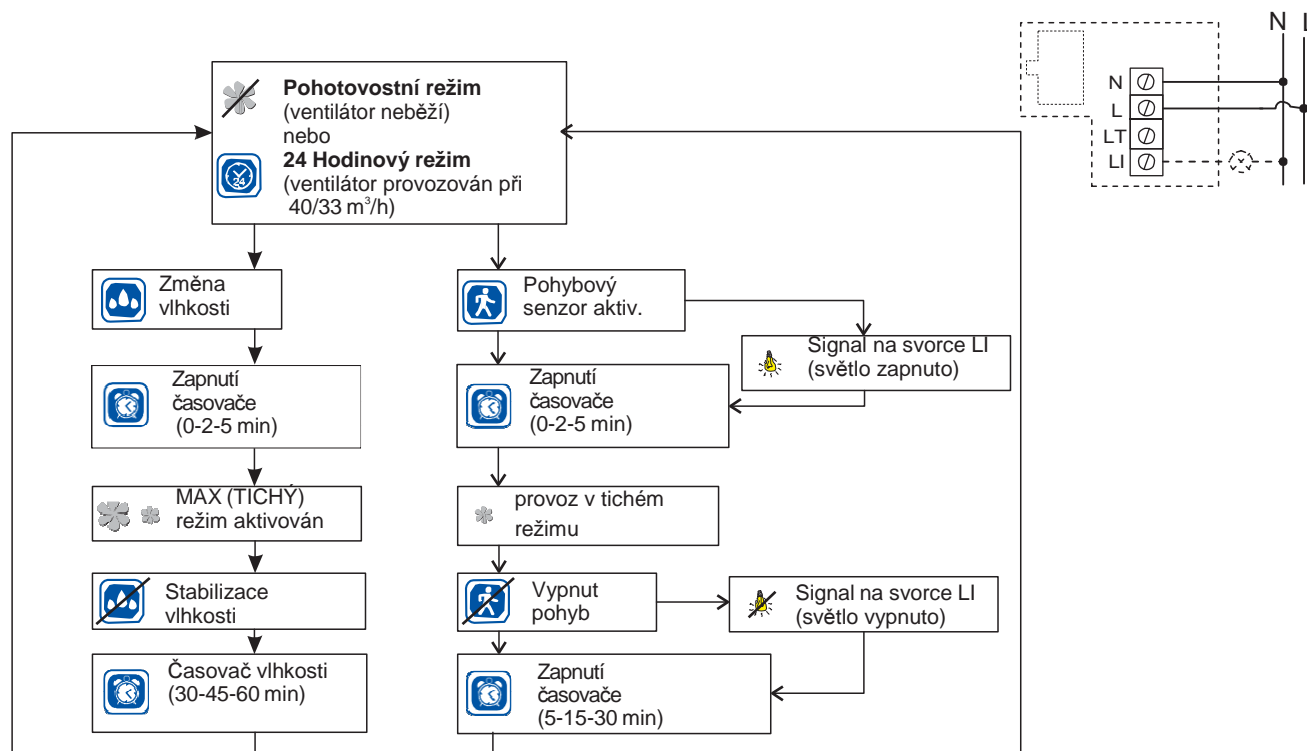 Pohotovostní režim
(ventilátor neběží)
nebo
24 Hodinový režim
(ventilátor provozován při
40/33 m³/h)
24
Změna
vlhkosti
Zapnutí
časovače
(0-2-5 min)
MAX (TICHÝ)
režim aktivován
Stabilizace
vlhkosti
Časovač vlhkosti
(30-45-60 min)
Pohybový
senzor aktiv.
Signal na svorce LI
(světlo zapnuto)
Zapnutí
časovače
(0-2-5 min)
provoz v tichém
režimu
Vypnut
pohyb
Signal na svorce LI
(světlo vypnuto)
Zapnutí
časovače
(5-15-30 min)
N L
N
L
LT
LI